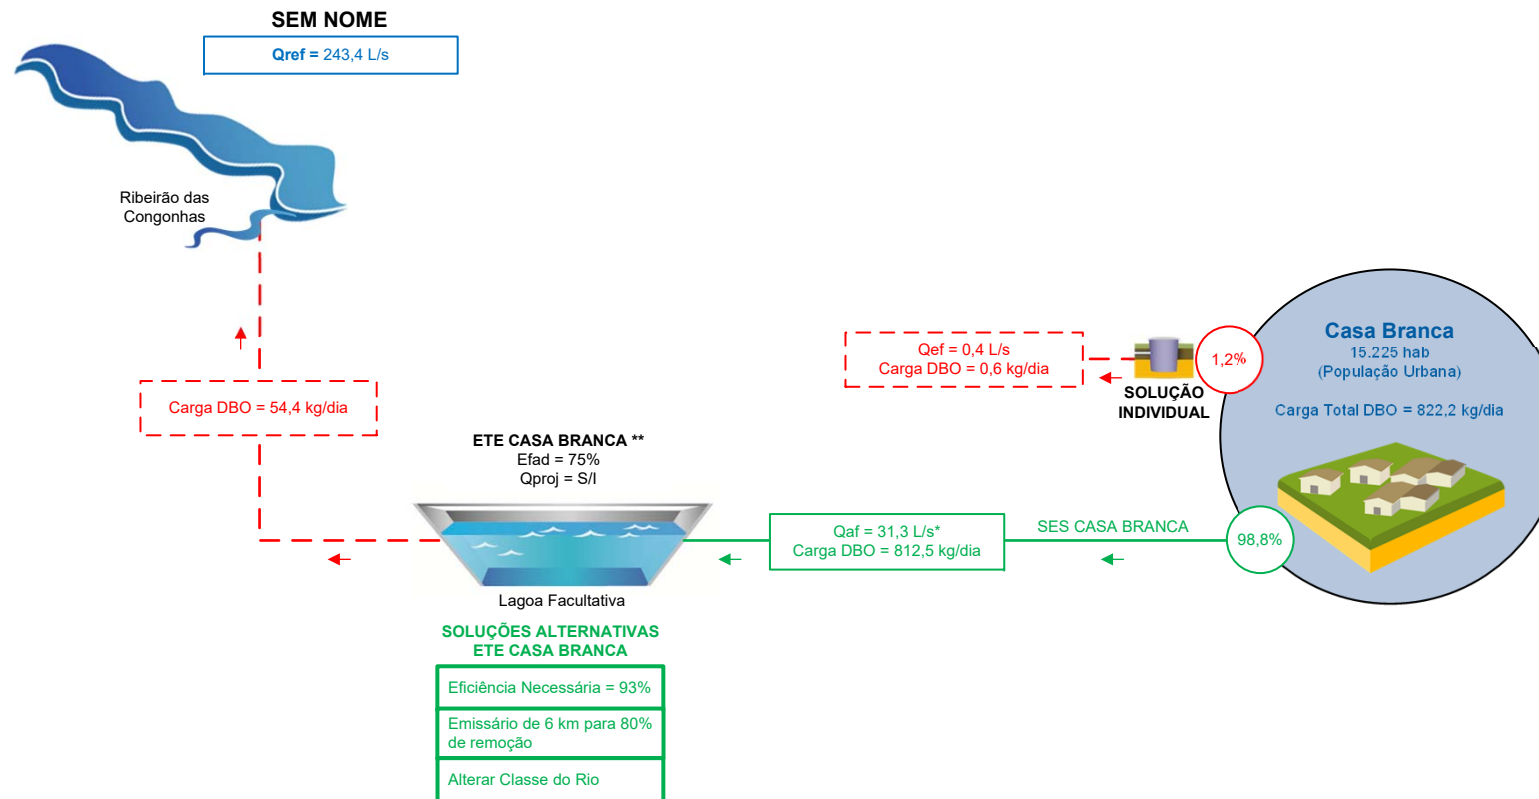 SEM NOME
Qref = 243,4 L/s
Ribeirão das
Congonhas
Carga DBO = 54,4 kg/dia
ETE CASA BRANCA **
Efad = 75%
Qproj = S/I
Lagoa Facultativa
SOLUÇÕES ALTERNATIVAS
ETE CASA BRANCA
Eficiência Necessária = 93%
Emissário de 6 km para 80%
de remoção
Alterar Classe do Rio
Qef = 0,4 L/s
Carga DBO = 0,6 kg/dia
SOLUÇÃO
INDIVIDUAL
1,2%
Qaf = 31,3 L/s*
Carga DBO = 812,5 kg/dia
SES CASA BRANCA
98,8%
Casa Branca
15.225 hab
(População Urbana)
Carga Total DBO = 822,2 kg/dia